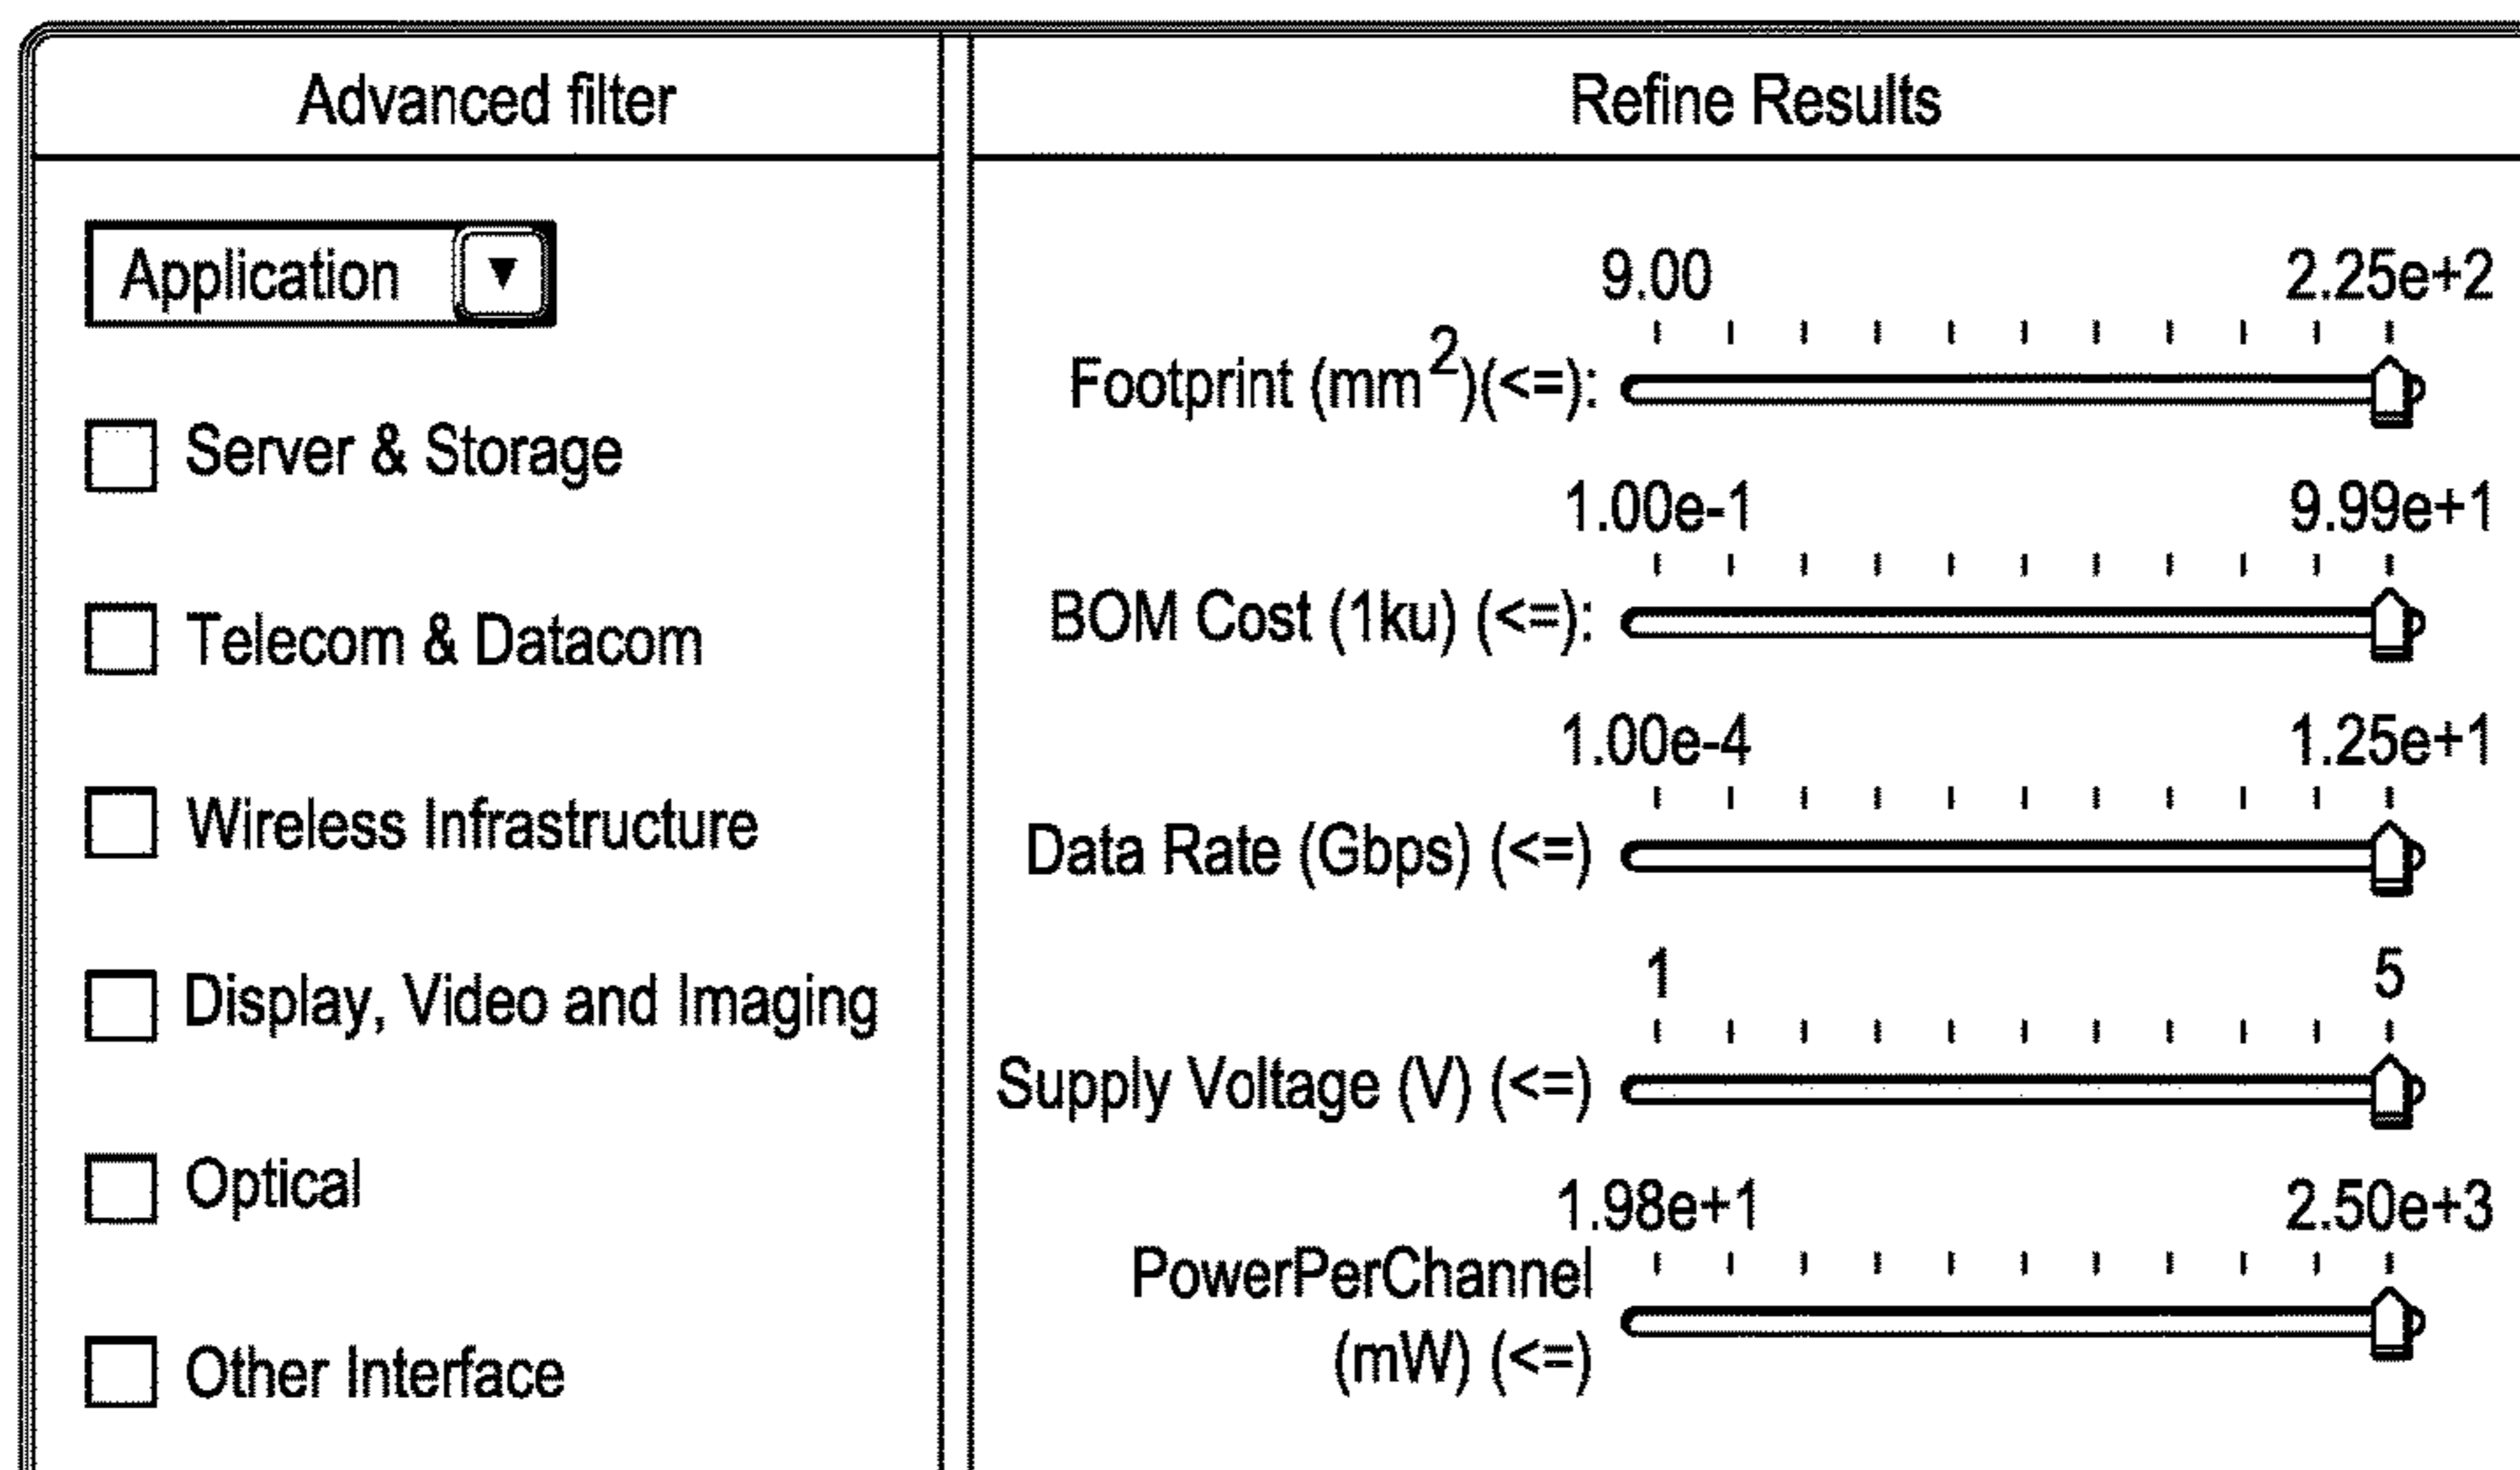 Advanced filter
Application ▼
Server & Storage
Telecom & Datacom
Wireless Infrastructure
Display, Video and Imaging
Optical
Other Interface
Refine Results
9.00 2.25e+2
Footprint (mm²)(<=):
1.00e-1 9.99e+1
BOM Cost (1ku) (<=):
1.00e-4 1.25e+1
Data Rate (Gbps) (<=)
1 5
Supply Voltage (V) (<=)
1.98e+1 2.50e+3
PowerPerChannel
(mW) (<=)